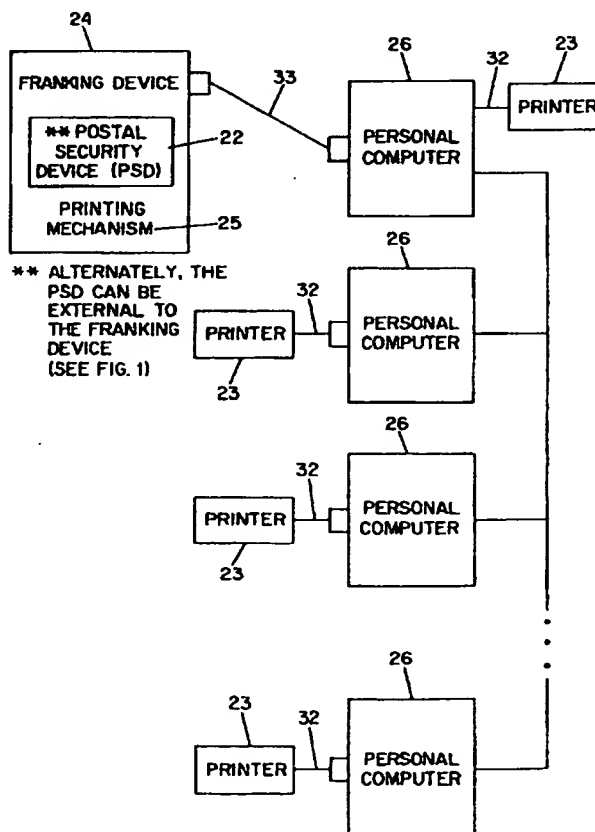 24
FRANKING DEVICE
** POSTAL
SECURITY
DEVICE (PSD)
22
PRINTING
MECHANISM
25
** ALTERNATELY, THE
PSD CAN BE
EXTERNAL TO
THE FRANKING
DEVICE
(SEE FIG. 1)
33
26
PERSONAL
COMPUTER
32
23
PRINTER
26
PERSONAL
COMPUTER
32
PRINTER
23
26
PERSONAL
COMPUTER
32
PRINTER
23
26
PERSONAL
COMPUTER
23
32
PRINTER